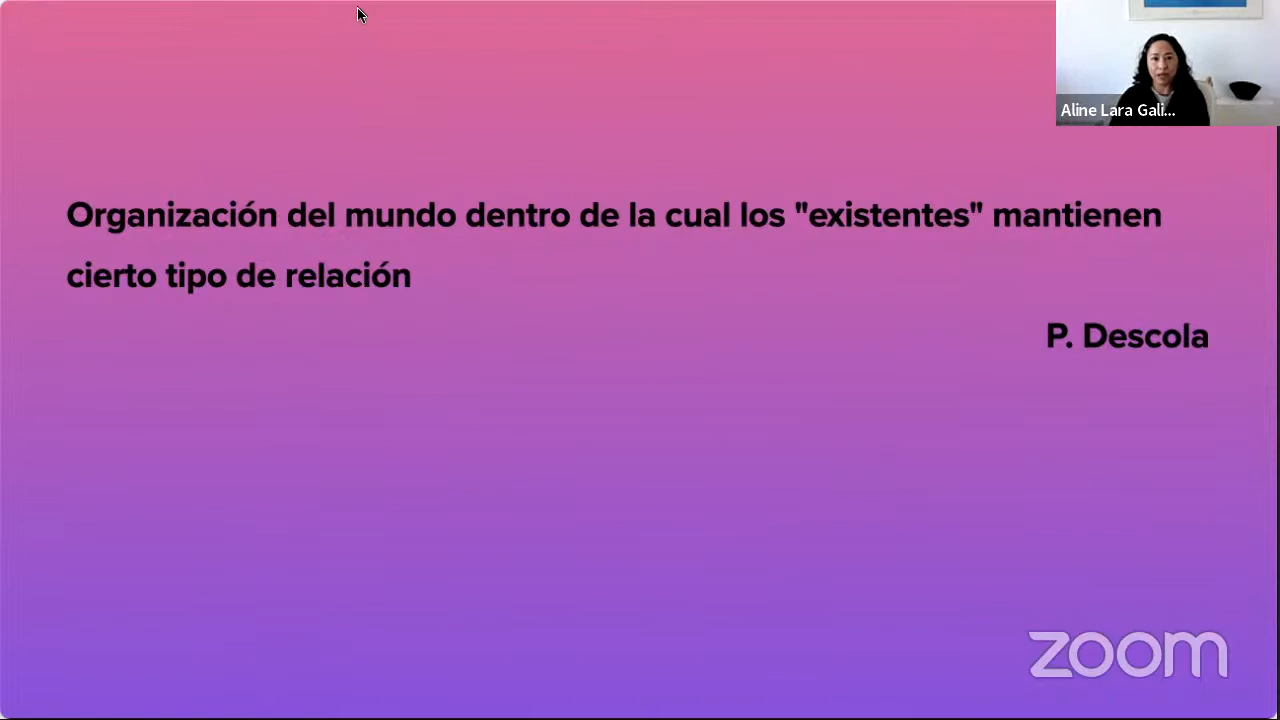 Aline Lara Gali...
Organización del mundo dentro de la cual los "existentes" mantienen
cierto tipo de relación
P. Descola
zoom